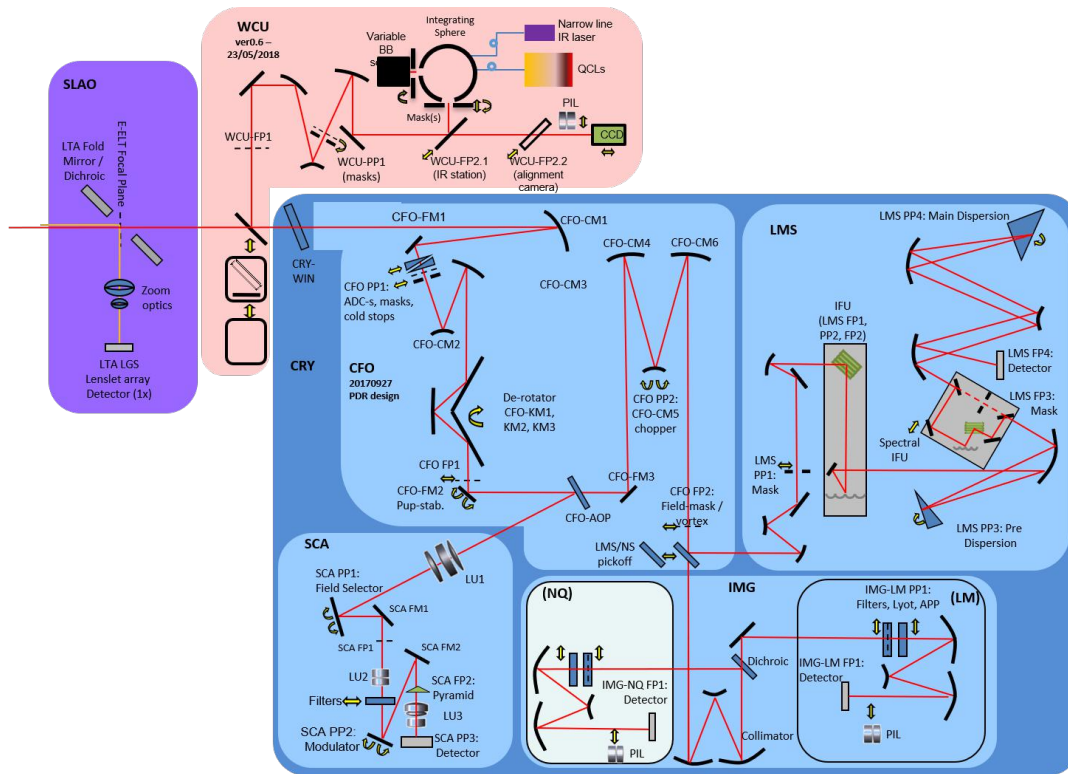 SLAO
E-ELT Focal Plane
LTA Fold
Mirror /
Dichroic
Zoom
optics
LTA LGS
Lenslet array
Detector (1x)
WCU
ver0.6 –
23/05/2018
WCU-FP1
Variable
BB
Integrating
Sphere
Narrow line
IR laser
QCLs
Mask(s)
PIL
CCD
WCU-PP1
(masks)
WCU-FP2.1
(IR station)
WCU-FP2.2
(alignment
camera)
CRY-
WIN
CRY
CFO-FM1
CFO-CM1
CFO-CM3
CFO-CM4
CFO-CM6
CFO PP1:
ADC-s, masks,
cold stops
CFO-CM2
CFO
20170927
PDR design
De-rotator
CFO-KM1,
KM2, KM3
CFO PP2:
CFO-CM5
chopper
CFO FP1
CFO-FM2
Pup-stab.
CFO-AOP
CFO-FM3
CFO FP2:
Field-mask /
vortex
LMS/NS
pickoff
LMS
LMS PP4: Main Dispersion
IFU
(LMS FP1,
PP2, FP2)
LMS FP4:
Detector
LMS FP3:
Mask
Spectral
IFU
LMS
PP1:
Mask
LMS PP3: Pre
Dispersion
SCA
LU1
SCA PP1:
Field Selector
SCA FM1
SCA FP1
SCA FM2
LU2
SCA FP2:
Pyramid
Filters
LU3
SCA PP2:
Modulator
SCA PP3:
Detector
IMG
(NQ)
IMG-NQ FP1:
Detector
PIL
Dichroic
Collimator
(LM)
IMG-LM PP1:
Filters, Lyot, APP
IMG-LM FP1:
Detector
PIL